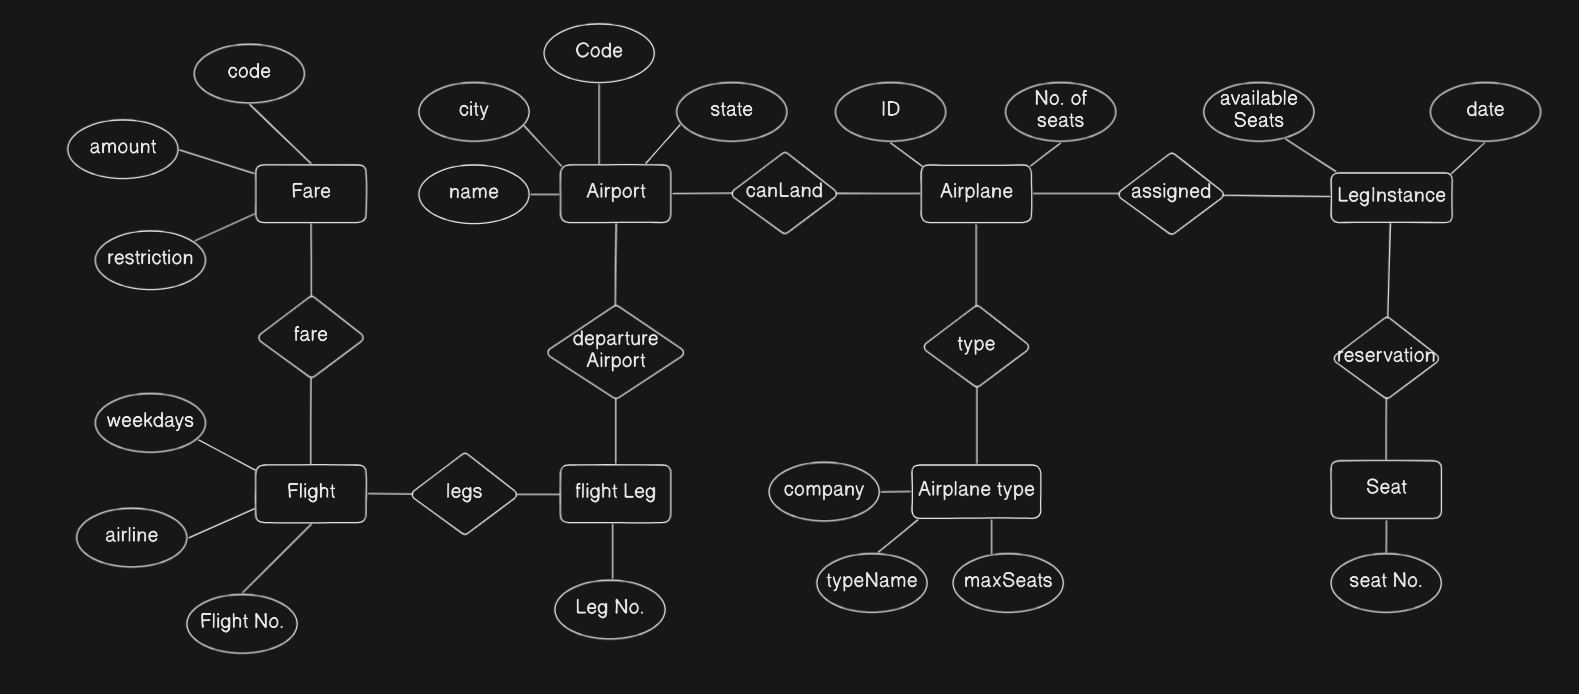 Code
code
city
state
ID
No. of
seats
available
Seats
date
amount
Fare
name
Airport
canLand
Airplane
assigned
LegInstance
restriction
fare
departure
Airport
type
reservation
weekdays
Flight
legs
flight Leg
company
Airplane type
Seat
airline
typeName
maxSeats
seat No.
Flight No.
Leg No.